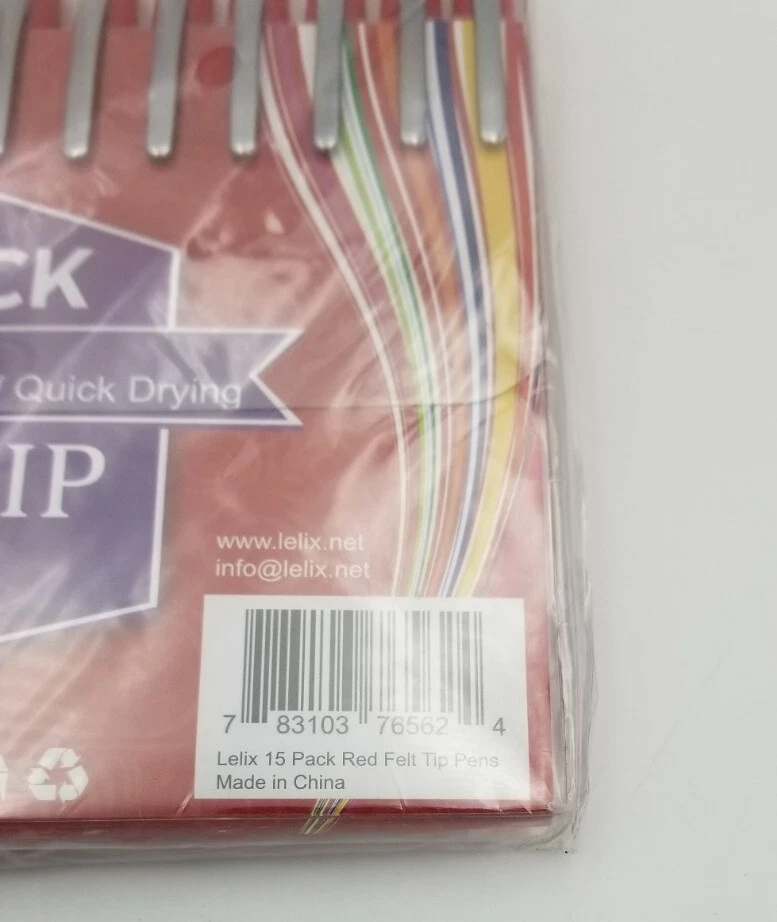 CK
Quick Drying
IP
www.lelix.net
info@lelix.net
7 83103 76562 4
Lelix 15 Pack Red Felt Tip Pens
Made in China